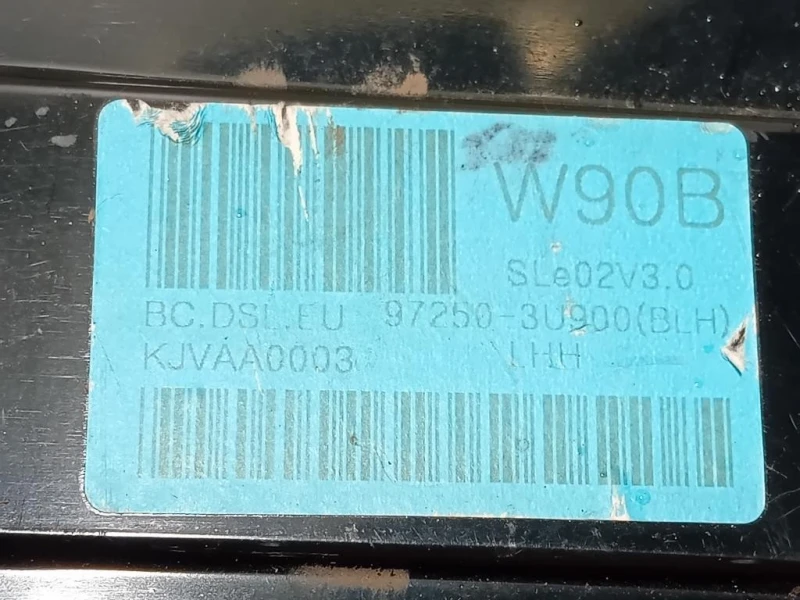 W90B
SLe02V3.0
BC.DSL.EU 97250-3U900(BLH)
KJVAA0003 LHH